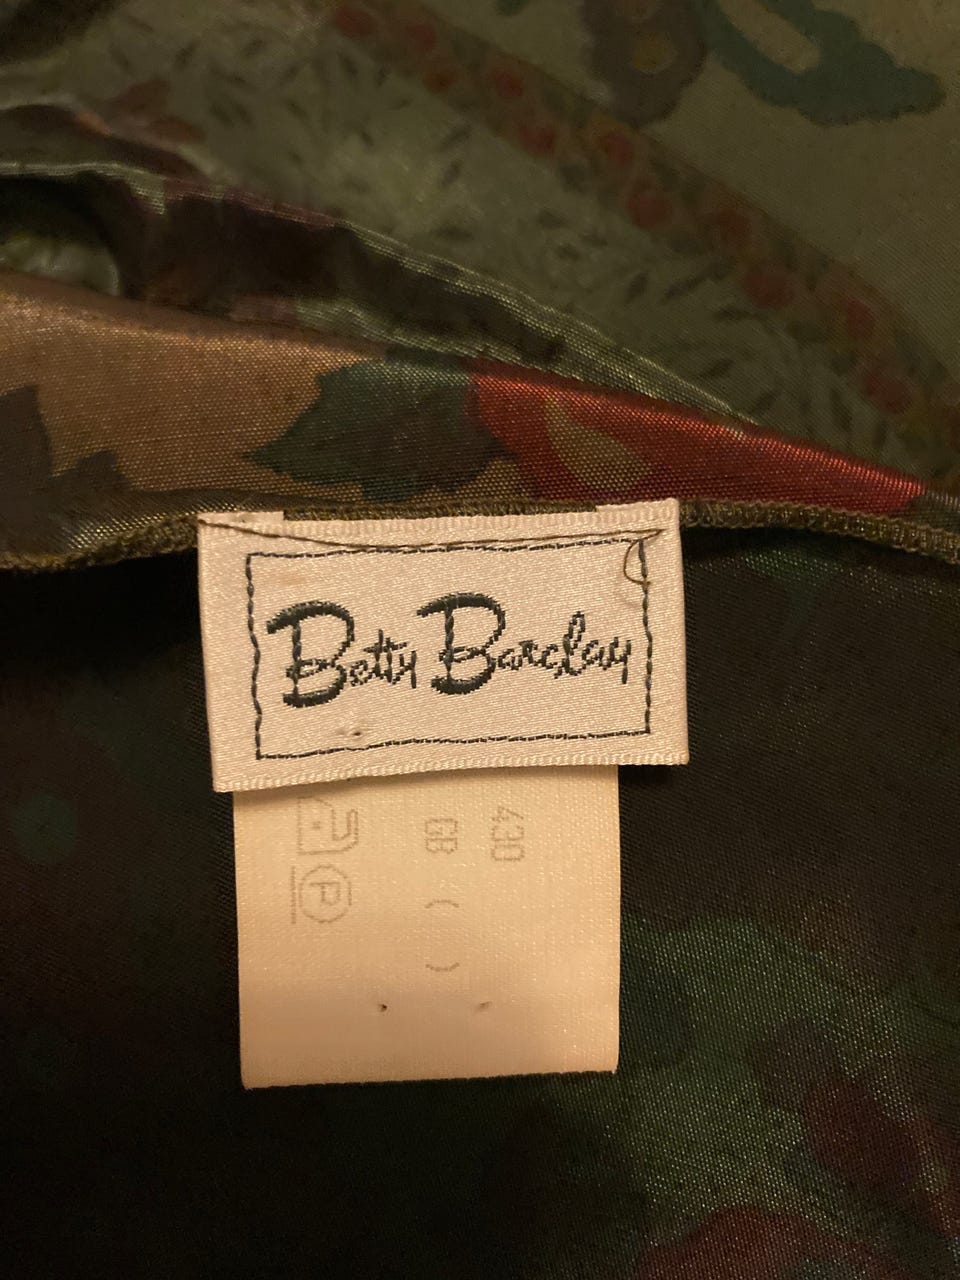 Betty Barclay
430
GB ( )
P